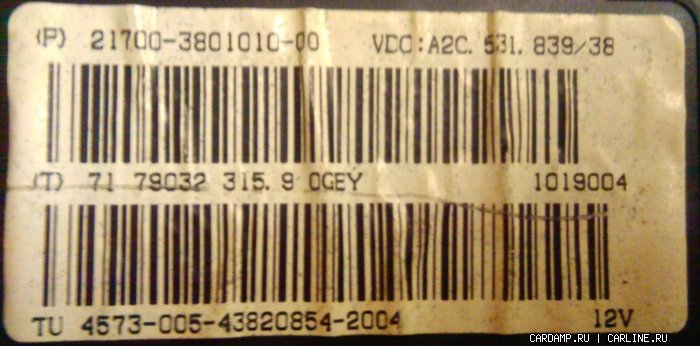 (P) 21700-3801010-00 VDO:A2C. 531. 839/38
(T) 71 79032 315.9 0GEY 1019004
TU 4573-005-43820854-2004 12V
CARDAMP.RU | CARLINE.RU